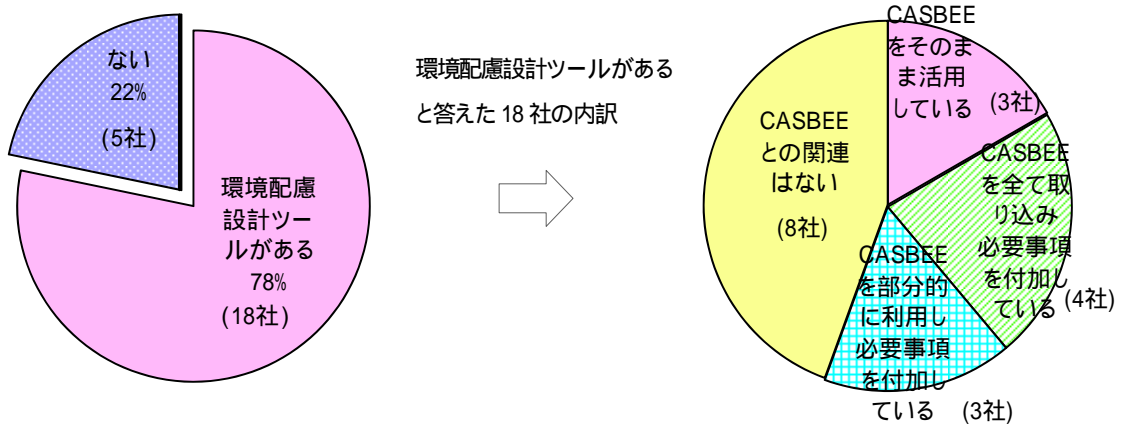 ない
22%
(5社)
環境配慮
設計ツー
ルがある
78%
(18社)
環境配慮設計ツールがある
と答えた 18 社の内訳
CASBEE
をそのま
ま活用
している
(3社)
CASBEE
を全て取
り込み
必要事項
を付加し
ている
(4社)
CASBEE
を部分的
に利用し
必要事項
を付加し
ている
(3社)
CASBEE
との関連
はない
(8社)